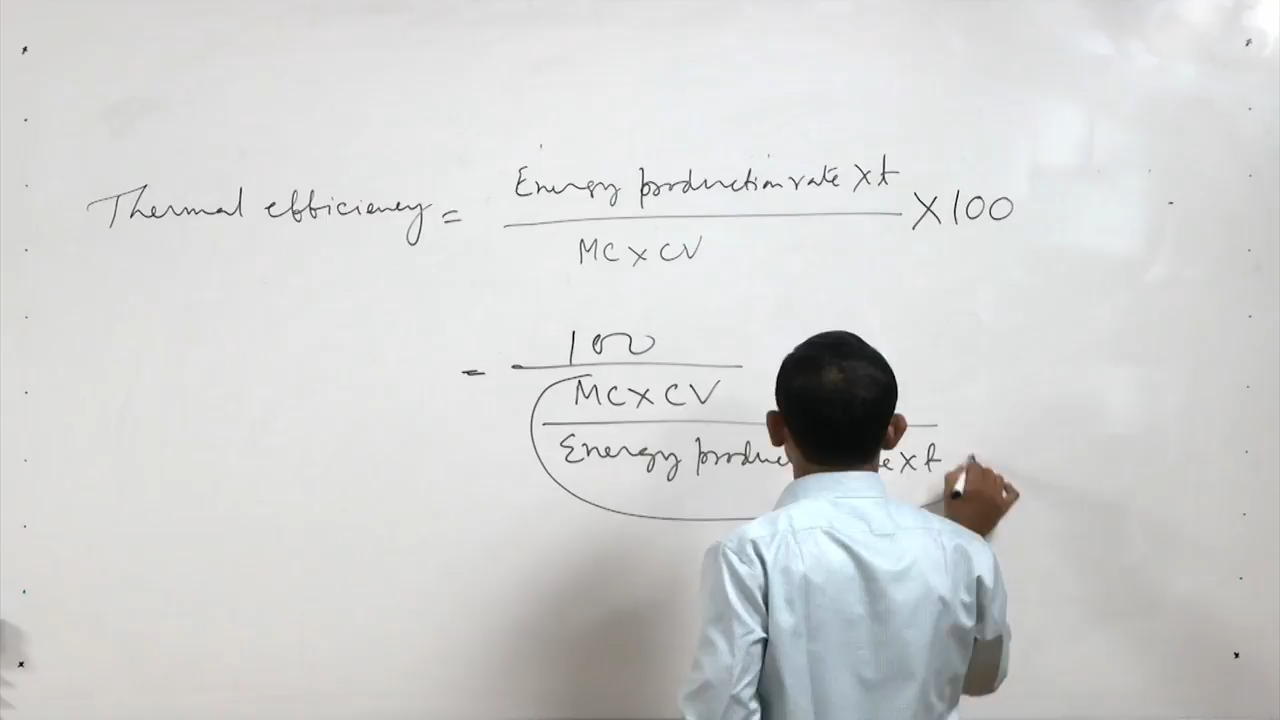 Thermal efficiency = Energy production rate X t / MC X CV X 100
= 100 / MC X CV / Energy produc e X t